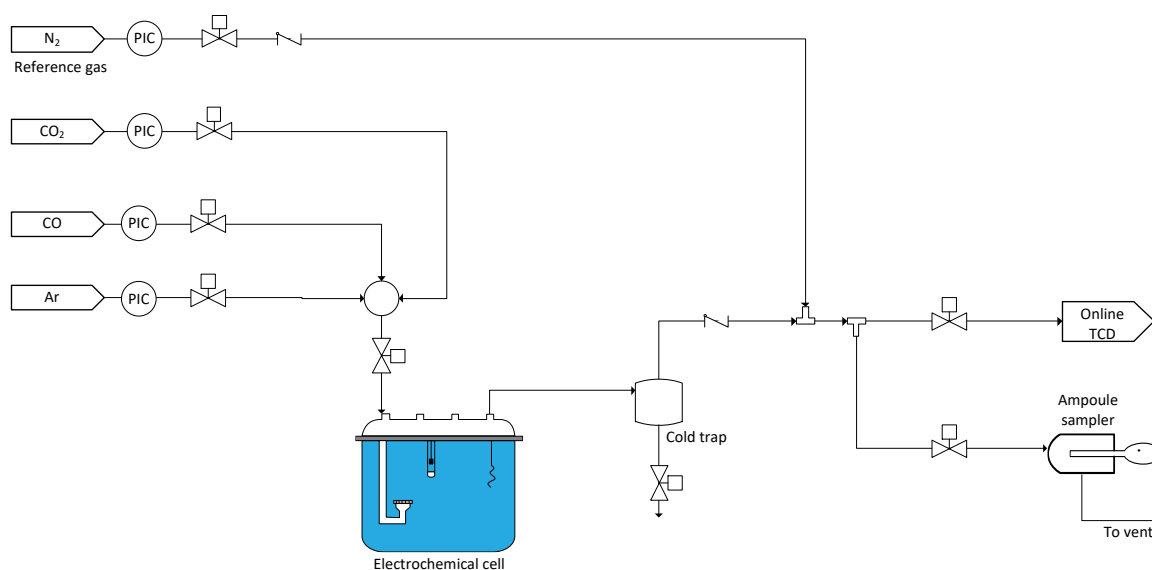 N₂
PIC
Reference gas
CO₂
PIC
CO
PIC
Ar
PIC
Online
TCD
Ampoule
sampler
Cold trap
To vent
Electrochemical cell